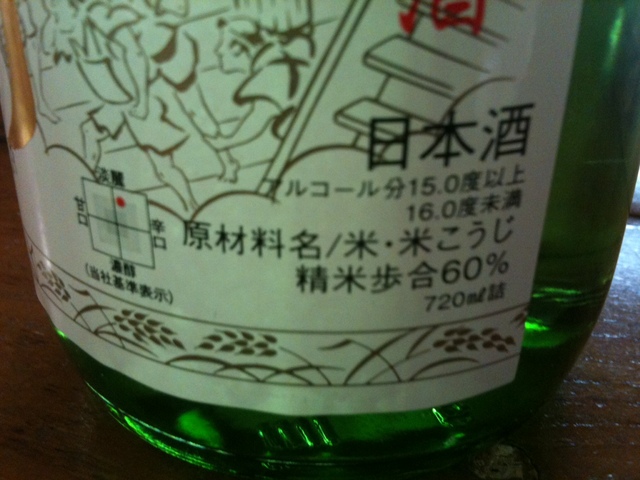 酒
日本酒
アルコール分15.0度以上
16.0度未満
原材料名/米・米こうじ
精米歩合60%
720㎖詰
淡麗
甘口
辛口
濃醇
(当社基準表示)